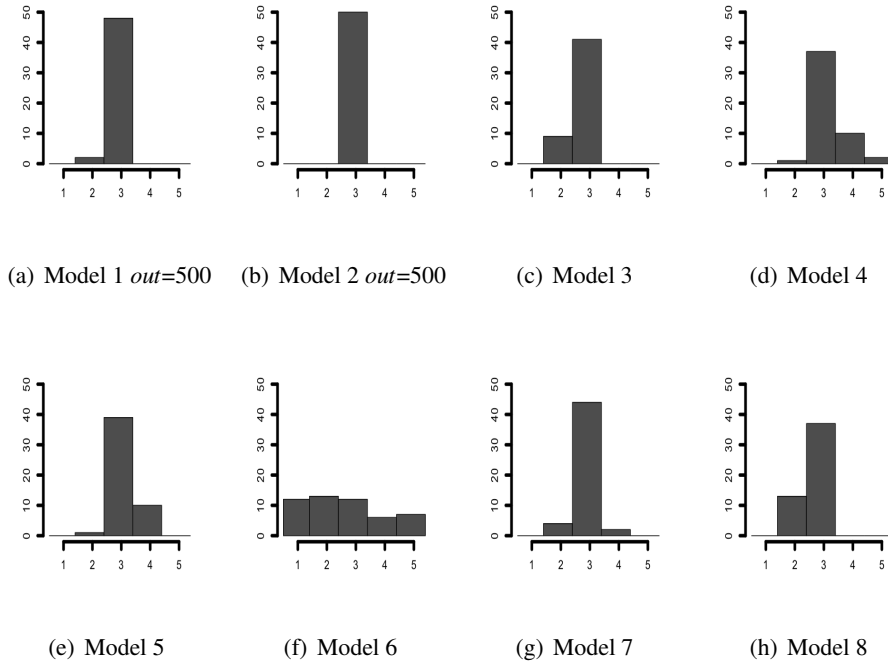 0 10 20 30 40 50
1 2 3 4 5
0 10 20 30 40 50
1 2 3 4 5
0 10 20 30 40 50
1 2 3 4 5
0 10 20 30 40 50
1 2 3 4 5
(a) Model 1 out=500
(b) Model 2 out=500
(c) Model 3
(d) Model 4
0 10 20 30 40 50
1 2 3 4 5
0 10 20 30 40 50
1 2 3 4 5
0 10 20 30 40 50
1 2 3 4 5
0 10 20 30 40 50
1 2 3 4 5
(e) Model 5
(f) Model 6
(g) Model 7
(h) Model 8